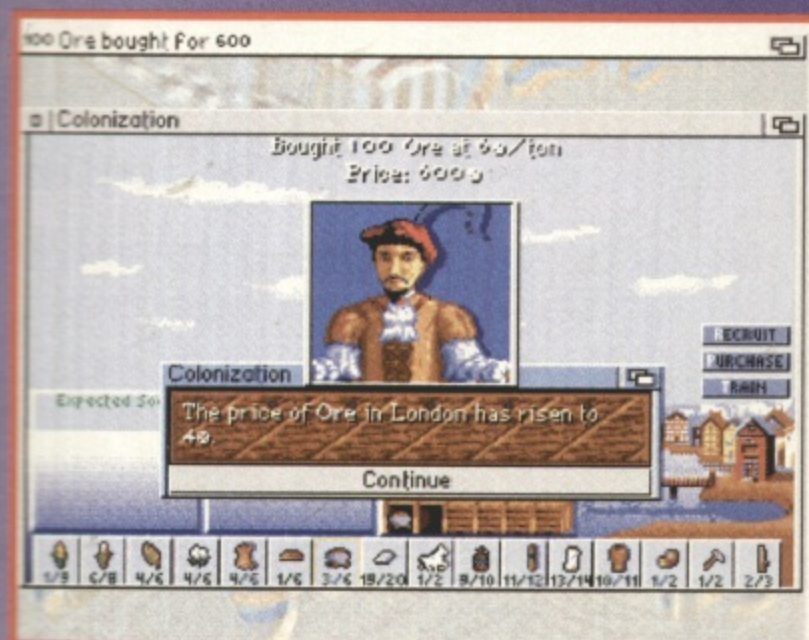 100 Ore bought for 600
Colonization
Bought 100 Ore at 6/ton
Price: 600
RECRUIT
PURCHASE
TRAIN
Colonization
Expected
The price of Ore in London has risen to
4
Continue
1/9 6/8 4/6 4/6 4/6 1/6 3/6 19/20 1/2 9/10 11/12 13/14 10/11 1/2 1/2 2/3